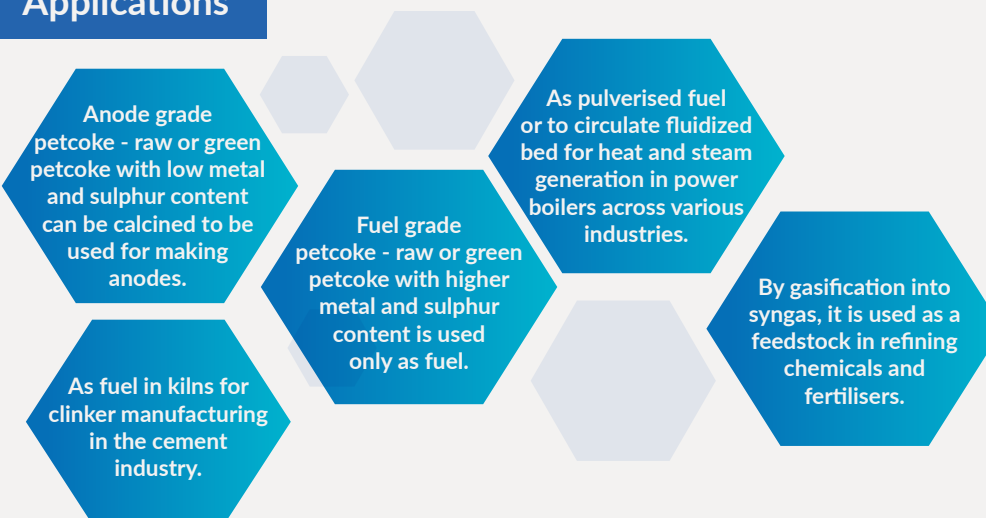 Applications
Anode grade
petcoke - raw or green
petcoke with low metal
and sulphur content
can be calcined to be
used for making
anodes.
Fuel grade
petcoke - raw or green
petcoke with higher
metal and sulphur
content is used
only as fuel.
As pulverised fuel
or to circulate fluidized
bed for heat and steam
generation in power
boilers across various
industries.
By gasification into
syngas, it is used as a
feedstock in refining
chemicals and
fertilisers.
As fuel in kilns for
clinker manufacturing
in the cement
industry.